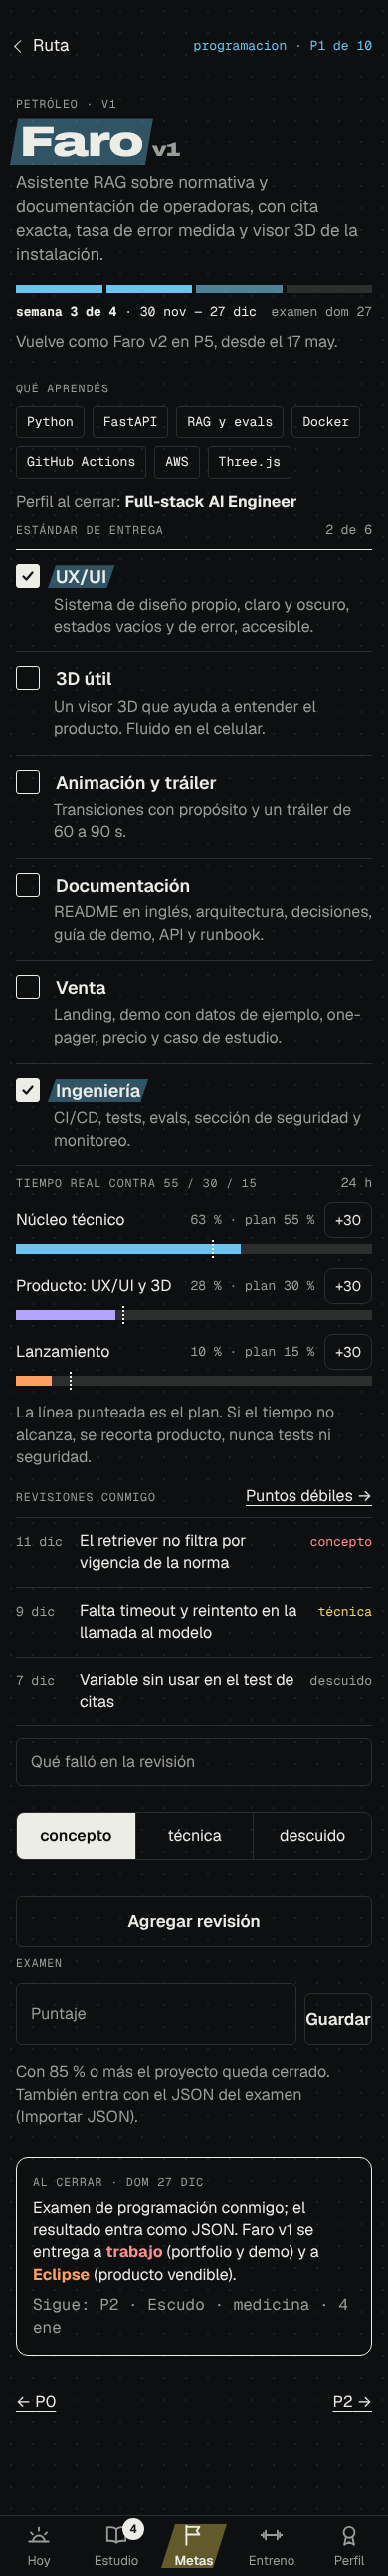 Ruta
programacion · P1 de 10
PETRÓLEO · V1
Faro v1
Asistente RAG sobre normativa y
documentación de operadoras, con cita
exacta, tasa de error medida y visor 3D de la
instalación.
semana 3 de 4 · 30 nov — 27 dic examen dom 27
Vuelve como Faro v2 en P5, desde el 17 may.
QUÉ APRENDÉS
Python FastAPI RAG y evals Docker
GitHub Actions AWS Three.js
Perfil al cerrar: Full-stack AI Engineer
ESTÁNDAR DE ENTREGA 2 de 6
UX/UI
Sistema de diseño propio, claro y oscuro,
estados vacíos y de error, accesible.
3D útil
Un visor 3D que ayuda a entender el
producto. Fluido en el celular.
Animación y tráiler
Transiciones con propósito y un tráiler de
60 a 90 s.
Documentación
README en inglés, arquitectura, decisiones,
guía de demo, API y runbook.
Venta
Landing, demo con datos de ejemplo, one-
pager, precio y caso de estudio.
Ingeniería
CI/CD, tests, evals, sección de seguridad y
monitoreo.
TIEMPO REAL CONTRA 55 / 30 / 15 24 h
Núcleo técnico 63 % · plan 55 % +30
Producto: UX/UI y 3D 28 % · plan 30 % +30
Lanzamiento 10 % · plan 15 % +30
La línea punteada es el plan. Si el tiempo no
alcanza, se recorta producto, nunca tests ni
seguridad.
REVISIONES CONMIGO Puntos débiles →
11 dic El retriever no filtra por concepto
vigencia de la norma
9 dic Falta timeout y reintento en la técnica
llamada al modelo
7 dic Variable sin usar en el test de descuido
citas
Qué falló en la revisión
concepto técnica descuido
Agregar revisión
EXAMEN
Puntaje Guardar
Con 85 % o más el proyecto queda cerrado.
También entra con el JSON del examen
(Importar JSON).
AL CERRAR · DOM 27 DIC
Examen de programación conmigo; el
resultado entra como JSON. Faro v1 se
entrega a trabajo (portfolio y demo) y a
Eclipse (producto vendible).
Sigue: P2 · Escudo · medicina · 4
ene
← P0 P2 →
4
Hoy Estudio Metas Entreno Perfil